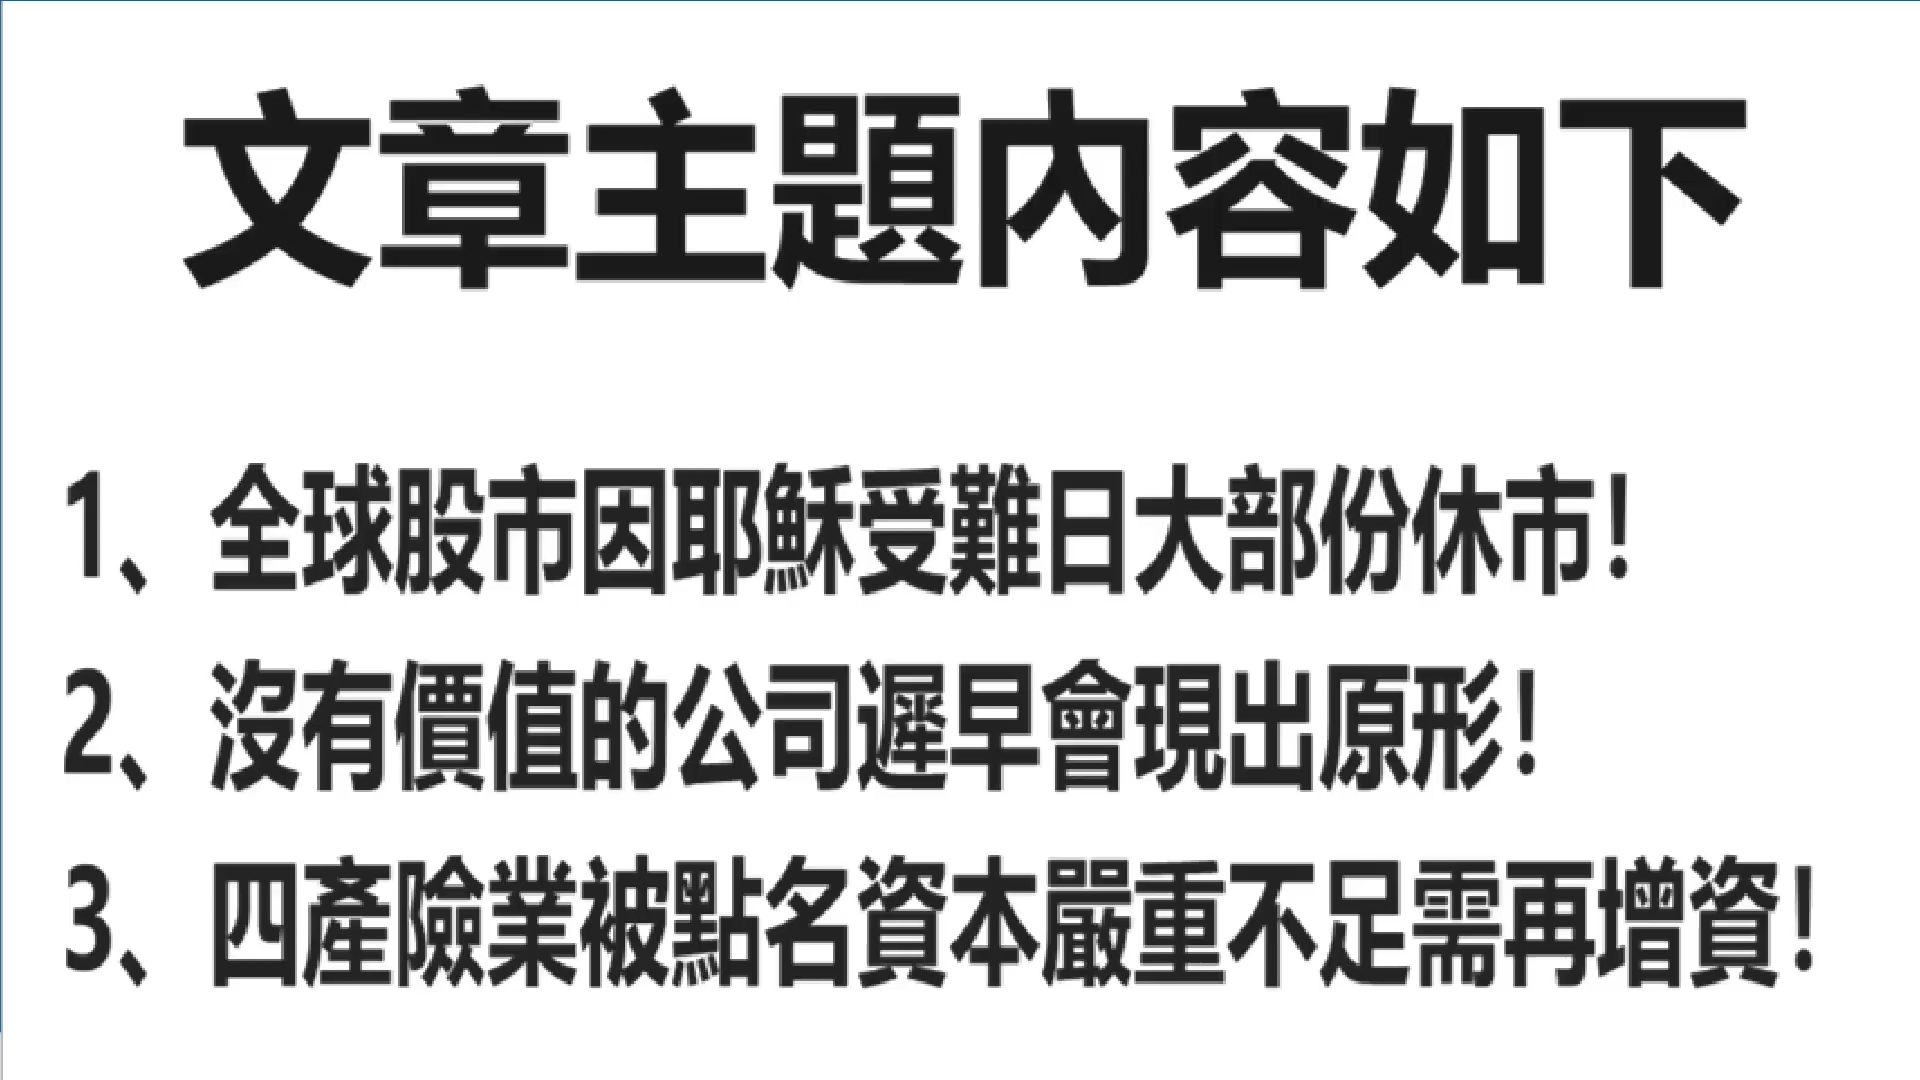 文章主題內容如下
1、全球股市因耶穌受難日大部份休市！
2、沒有價值的公司遲早會現出原形！
3、四產險業被點名資本嚴重不足需再增資！